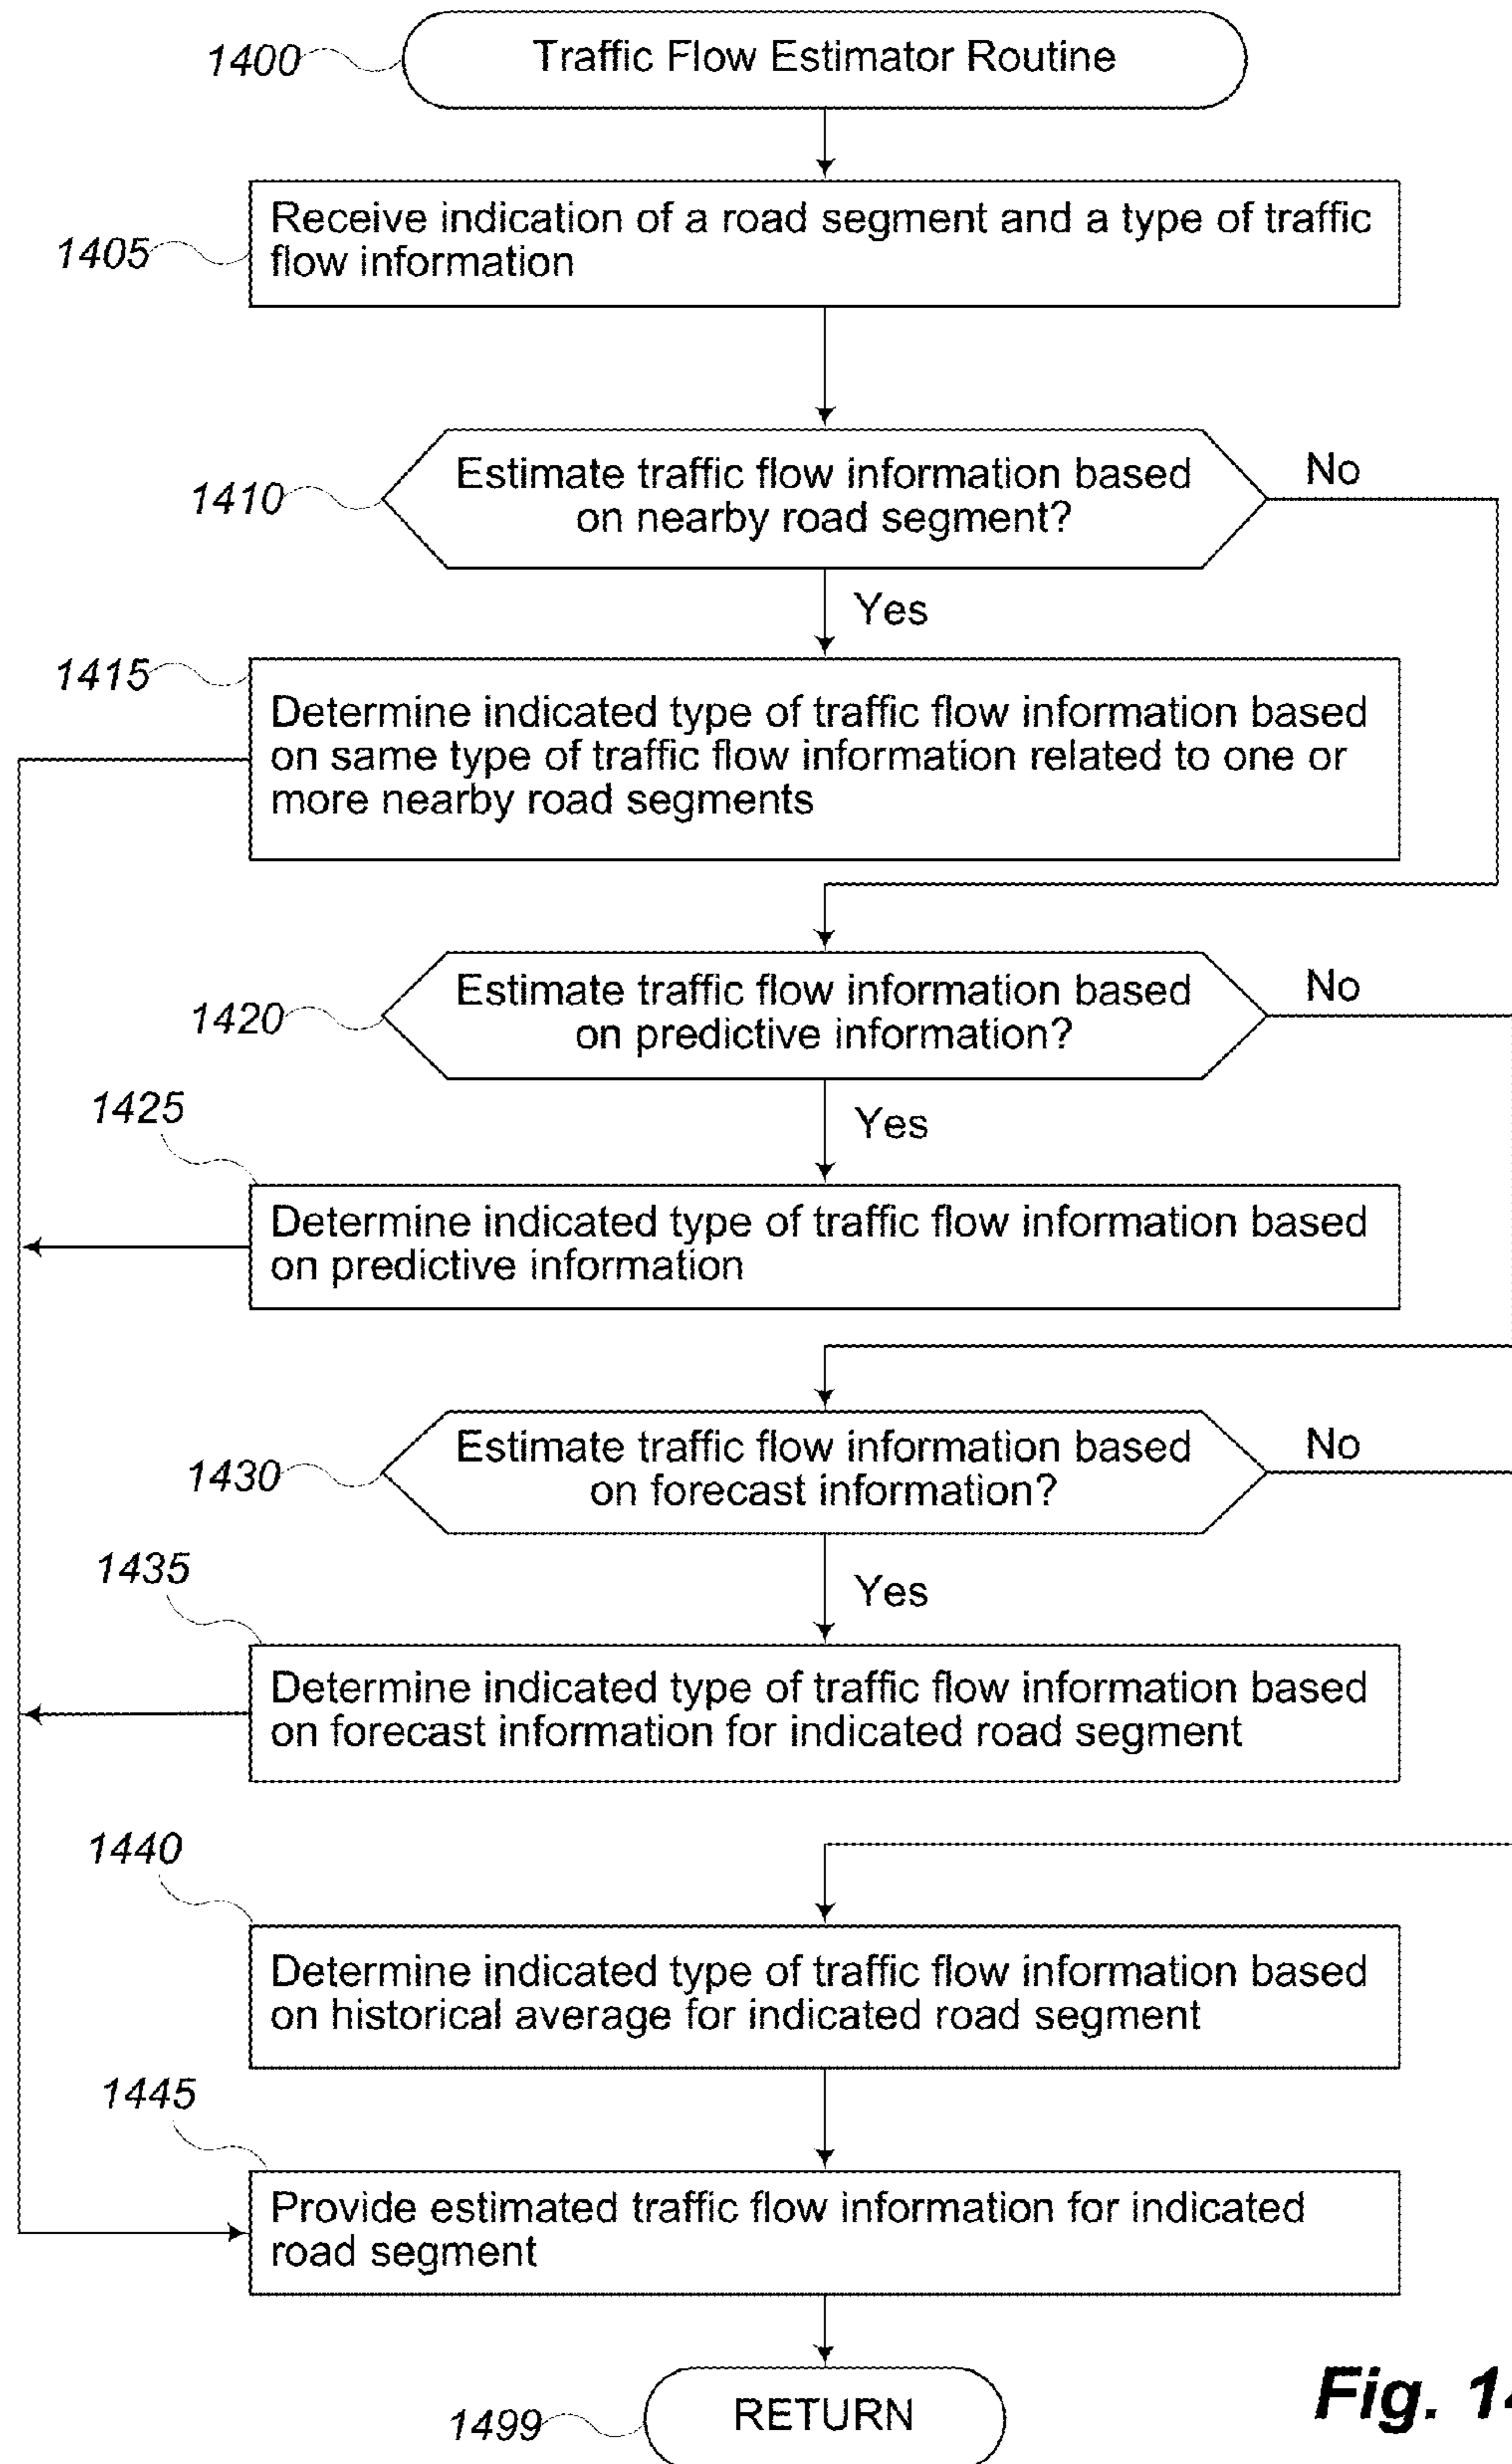 1400
Traffic Flow Estimator Routine
1405
Receive indication of a road segment and a type of traffic
flow information
1410
Estimate traffic flow information based
on nearby road segment?
No
Yes
1415
Determine indicated type of traffic flow information based
on same type of traffic flow information related to one or
more nearby road segments
1420
Estimate traffic flow information based
on predictive information?
No
Yes
1425
Determine indicated type of traffic flow information based
on predictive information
1430
Estimate traffic flow information based
on forecast information?
No
Yes
1435
Determine indicated type of traffic flow information based
on forecast information for indicated road segment
1440
Determine indicated type of traffic flow information based
on historical average for indicated road segment
1445
Provide estimated traffic flow information for indicated
road segment
1499
RETURN
Fig. 14